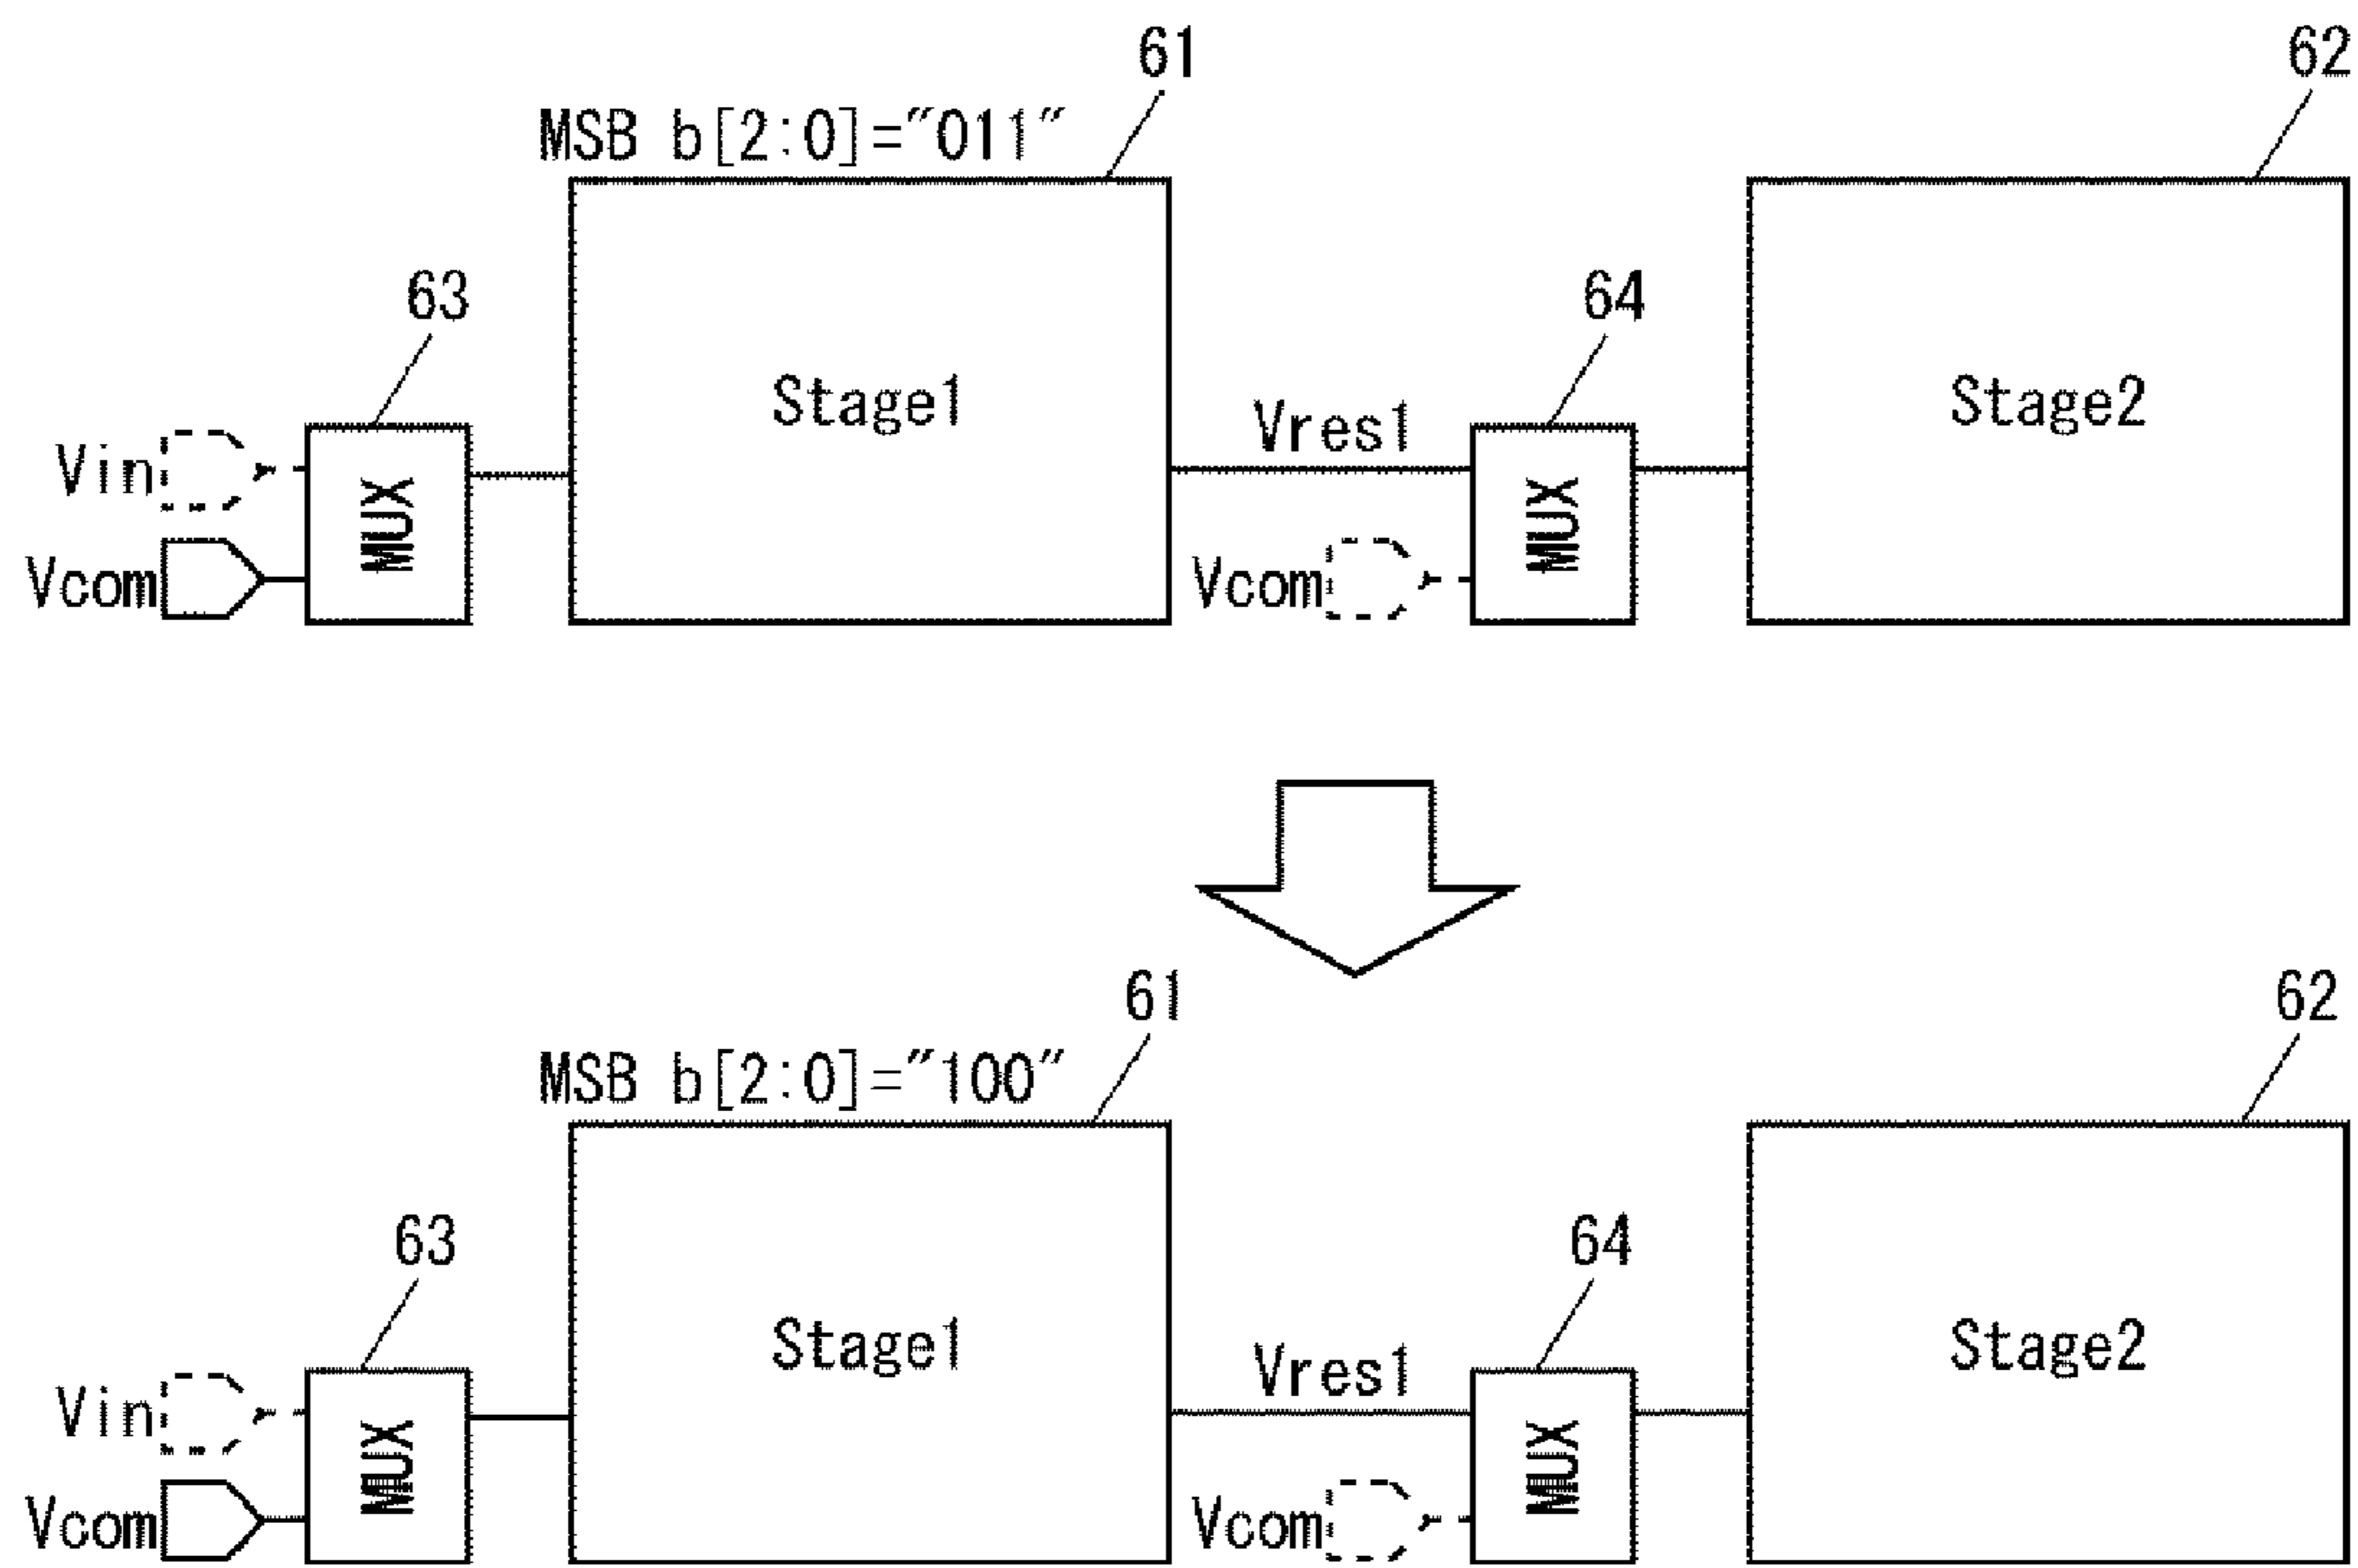 61
62
MSB b[2:0]="011"
63
64
Stage1
Stage2
Vres1
Vin
MUX
MUX
Vcom
Vcom
61
62
MSB b[2:0]="100"
63
64
Stage1
Stage2
Vres1
Vin
MUX
MUX
Vcom
Vcom